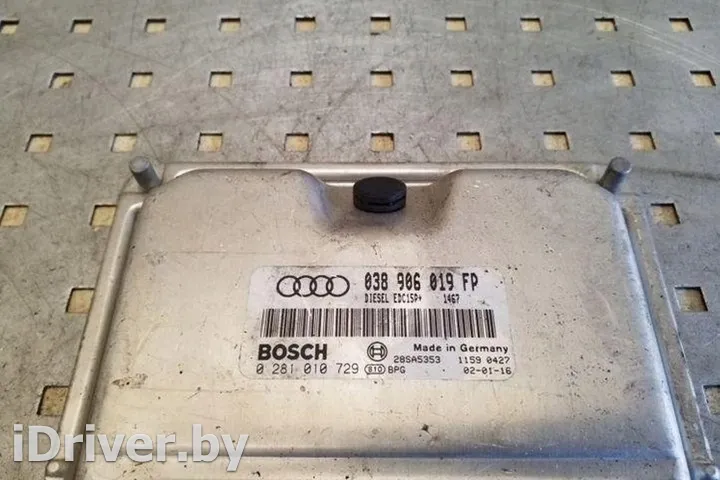 038 906 019 FP
DIESEL EDC15P+ 1467
BOSCH
Made in Germany
28SA5353 1159 0427
0 281 010 729 S10 BPG 02-01-16
iDriver.by